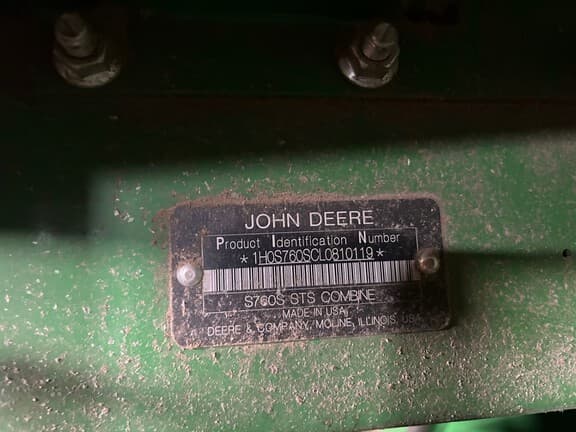 JOHN DEERE
Product Identification Number
*1H0S760SCL0810119*
S760S STS COMBINE
MADE IN USA
DEERE & COMPANY, MOLINE, ILLINOIS, USA